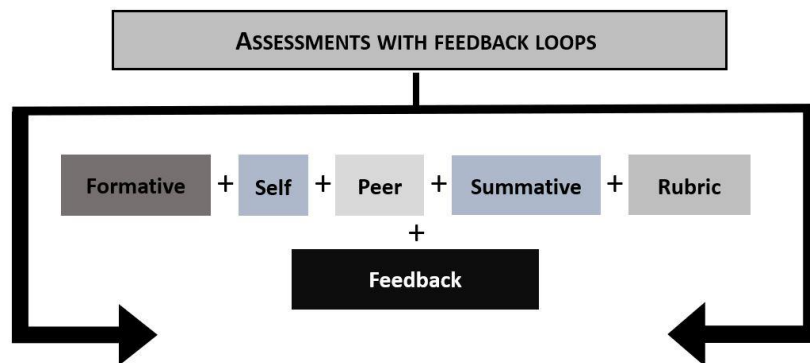 ASSESSMENTS WITH FEEDBACK LOOPS
Formative + Self + Peer + Summative + Rubric
+
Feedback